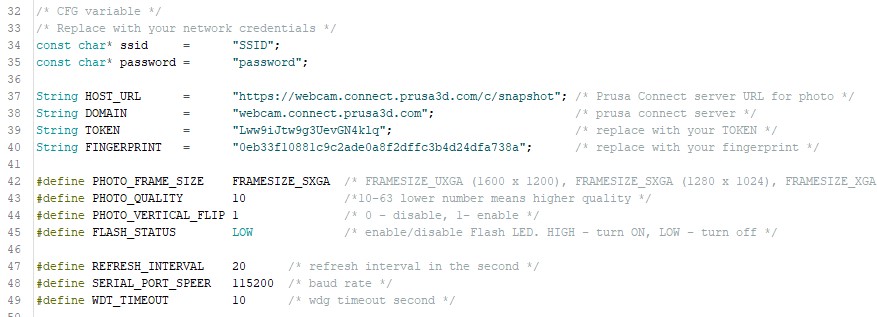 32 /* CFG variable */
33 /* Replace with your network credentials */
34 const char* ssid = "SSID";
35 const char* password = "password";
36
37 String HOST_URL = "https://webcam.connect.prusa3d.com/c/snapshot"; /* Prusa Connect server URL for photo */
38 String DOMAIN = "webcam.connect.prusa3d.com"; /* prusa connect server */
39 String TOKEN = "Lww9iJtw9g3UevGN4klq"; /* replace with your TOKEN */
40 String FINGERPRINT = "0eb33f10881c9c2ade0a8f2dffc3b4d24dfa738a"; /* replace with your fingerprint */
41
42 #define PHOTO_FRAME_SIZE FRAMESIZE_SXGA /* FRAMESIZE_UXGA (1600 x 1200), FRAMESIZE_SXGA (1280 x 1024), FRAMESIZE_XGA
43 #define PHOTO_QUALITY 10 /*10-63 lower number means higher quality */
44 #define PHOTO_VERTICAL_FLIP 1 /* 0 - disable, 1- enable */
45 #define FLASH_STATUS LOW /* enable/disable Flash LED. HIGH - turn ON, LOW - turn off */
46
47 #define REFRESH_INTERVAL 20 /* refresh interval in the second */
48 #define SERIAL_PORT_SPEER 115200 /* baud rate */
49 #define WDT_TIMEOUT 10 /* wdg timeout second */
50